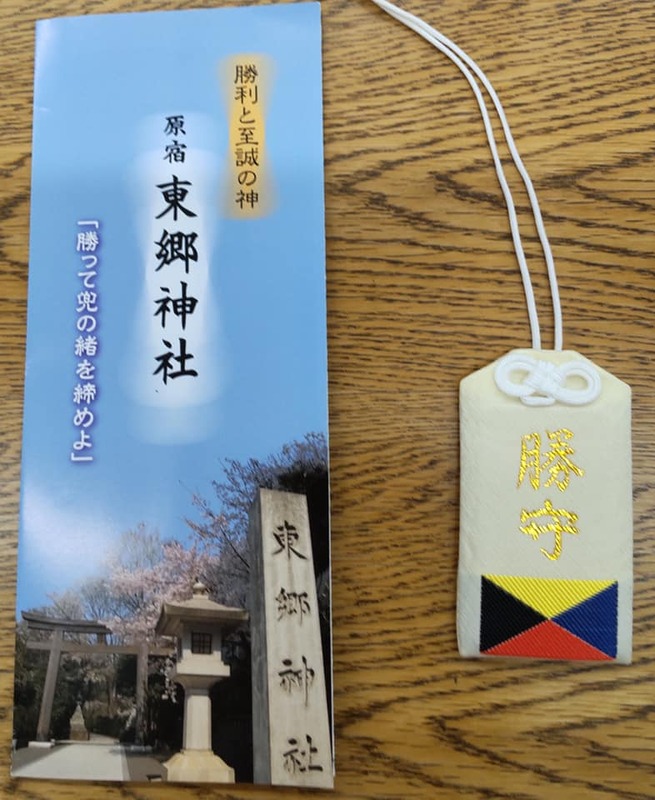 勝利と至誠の神
原宿 東郷神社
「勝って兜の緒を締めよ」
東郷神社
勝守